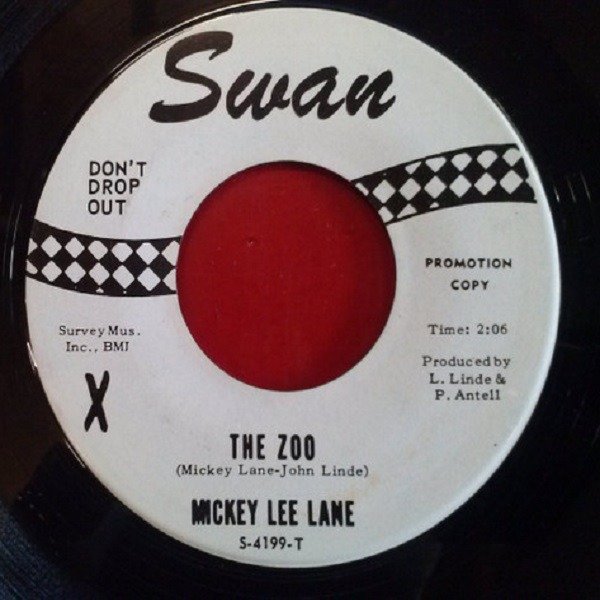 Swan
DON'T
DROP
OUT
PROMOTION
COPY
Survey Mus.
Inc., BMI
Time: 2:06
Produced by
L. Linde &
P. Antell
X
THE ZOO
(Mickey Lane-John Linde)
MICKEY LEE LANE
S-4199-T